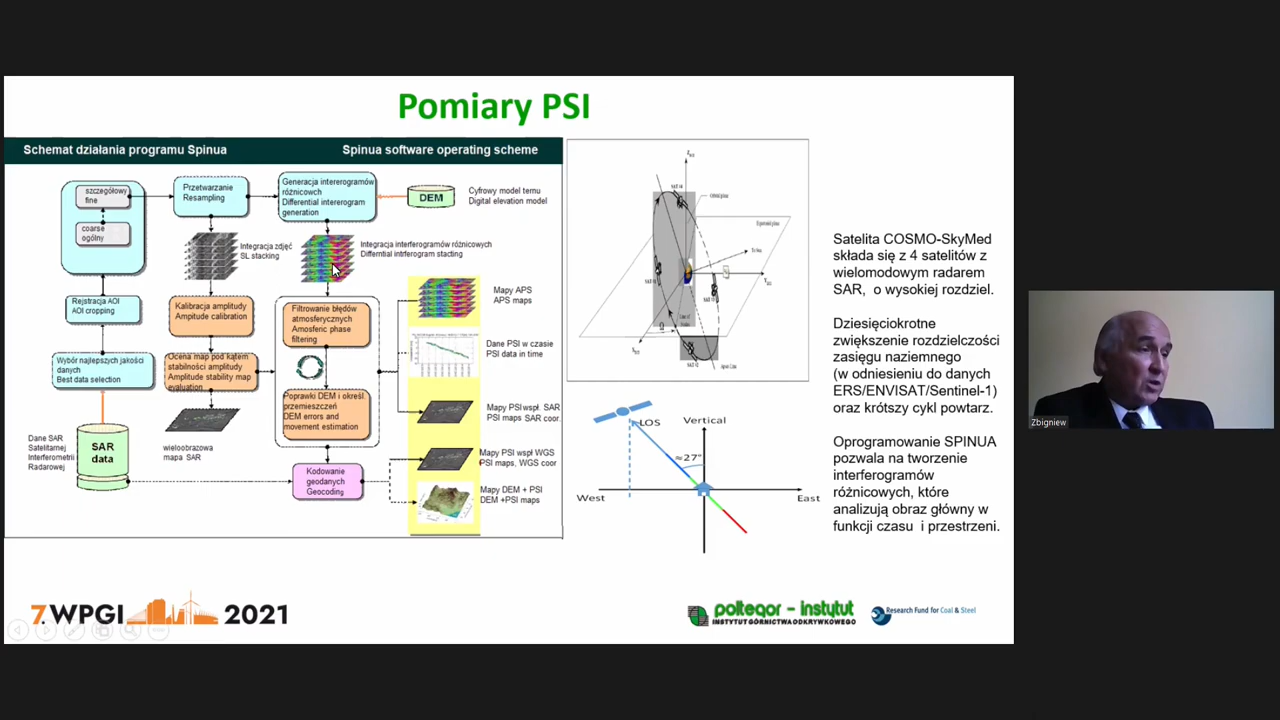 Pomiary PSI
Schemat działania programu Spinua
Spinua software operating scheme
szczegółowy
fine
coarse
ogólny
Przetwarzanie
Resampling
Generacja intereregramów
różnicowch
Differential intereregram
generation
DEM
Cyfrowy model ternu
Digital elevation model
Integracja zdjęć
SL stacking
Integracja interferogramów różnicowych
Differntial intrferogram stacting
Rejstracja AOI
AOI cropping
Kalibracja amplitudy
Ampitude calibration
Filtrowanie błędów
atmosferycznych
Amosferic phase
filtering
Mapy APS
APS maps
Dane PSI w czasie
PSI data in time
Wybór najlepszych jakości
danych
Best data selection
Ocena map pod kątem
stabilności amplitudy
Amplitude stability map
evaluation
Poprawki DEM i określ.
przemieszczeń
DEM errors and
movement estimation
Mapy PSI wspł. SAR
PSI maps SAR coor.
Dane SAR
Satelitarnej
Interferometrii
Radarowej
SAR
data
wieloobrazowa
mapa SAR
Kodowanie
geodanych
Geocoding
Mapy PSI wspł WGS
PSI maps, WGS coor
Mapy DEM + PSI
DEM +PSI maps
LOS
Vertical
≈27°
West
East
Satelita COSMO-SkyMed
składa się z 4 satelitów z
wielomodowym radarem
SAR, o wysokiej rozdziel.
Dziesięciokrotne
zwiększenie rozdzielczości
zasięgu naziemnego
(w odniesieniu do danych
ERS/ENVISAT/Sentinel-1)
oraz krótszy cykl powtarz.
Oprogramowanie SPINUA
pozwala na tworzenie
interferogramów
różnicowych, które
analizują obraz główny w
funkcji czasu i przestrzeni.
Zbigniew
7.WPGI 2021
poltegor - instytut
INSTYTUT GÓRNICTWA ODKRYWKOWEGO
Research Fund for Coal & Steel